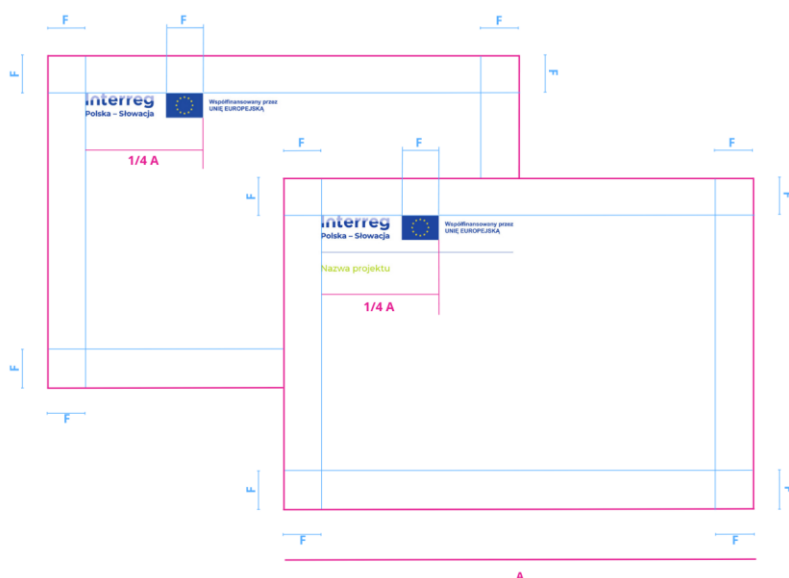 F F F
F F
Interreg
Polska – Słowacja
Współfinansowany przez
UNIĘ EUROPEJSKĄ
1/4 A
F F F
F F
Interreg
Polska – Słowacja
Współfinansowany przez
UNIĘ EUROPEJSKĄ
Nazwa projektu
1/4 A
F
F
F F
F F
A